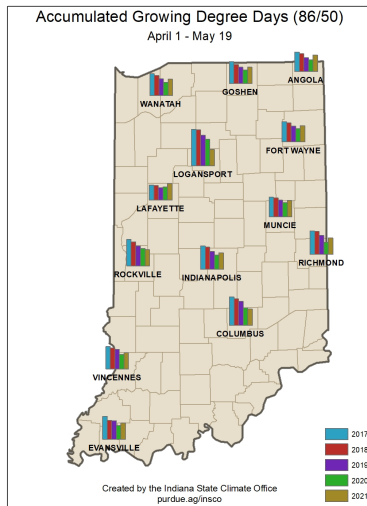 Accumulated Growing Degree Days (86/50)
April 1 - May 19
ANGOLA
GOSHEN
WANATAH
FORT WAYNE
LOGANSPORT
LAFAYETTE
MUNCIE
RICHMOND
ROCKVILLE
INDIANAPOLIS
COLUMBUS
VINCENNES
EVANSVILLE
2017
2018
2019
2020
2021
Created by the Indiana State Climate Office
purdue.ag/insco